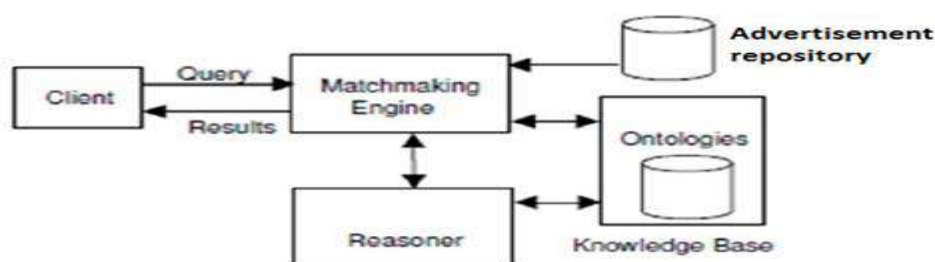 Advertisement
repository
Query
Matchmaking
Engine
Client
Results
Ontologies
Reasoner
Knowledge Base